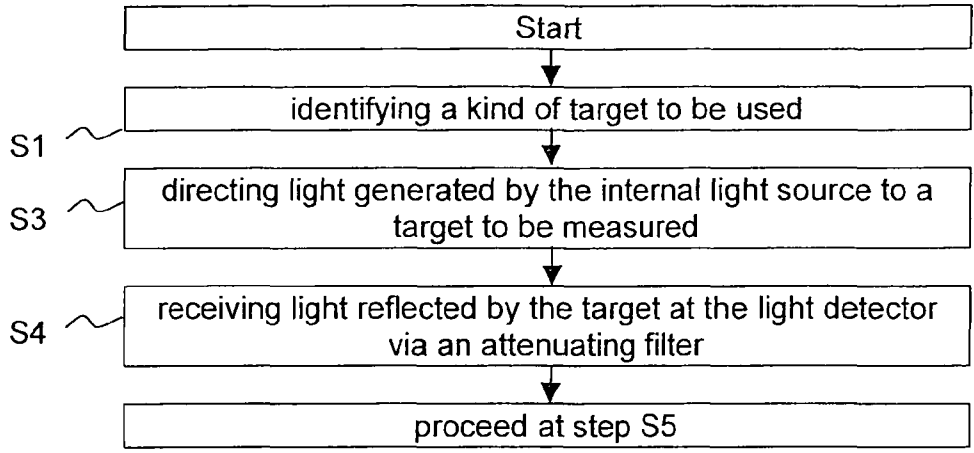 Start
identifying a kind of target to be used
S1
directing light generated by the internal light source to a
target to be measured
S3
receiving light reflected by the target at the light detector
via an attenuating filter
S4
proceed at step S5